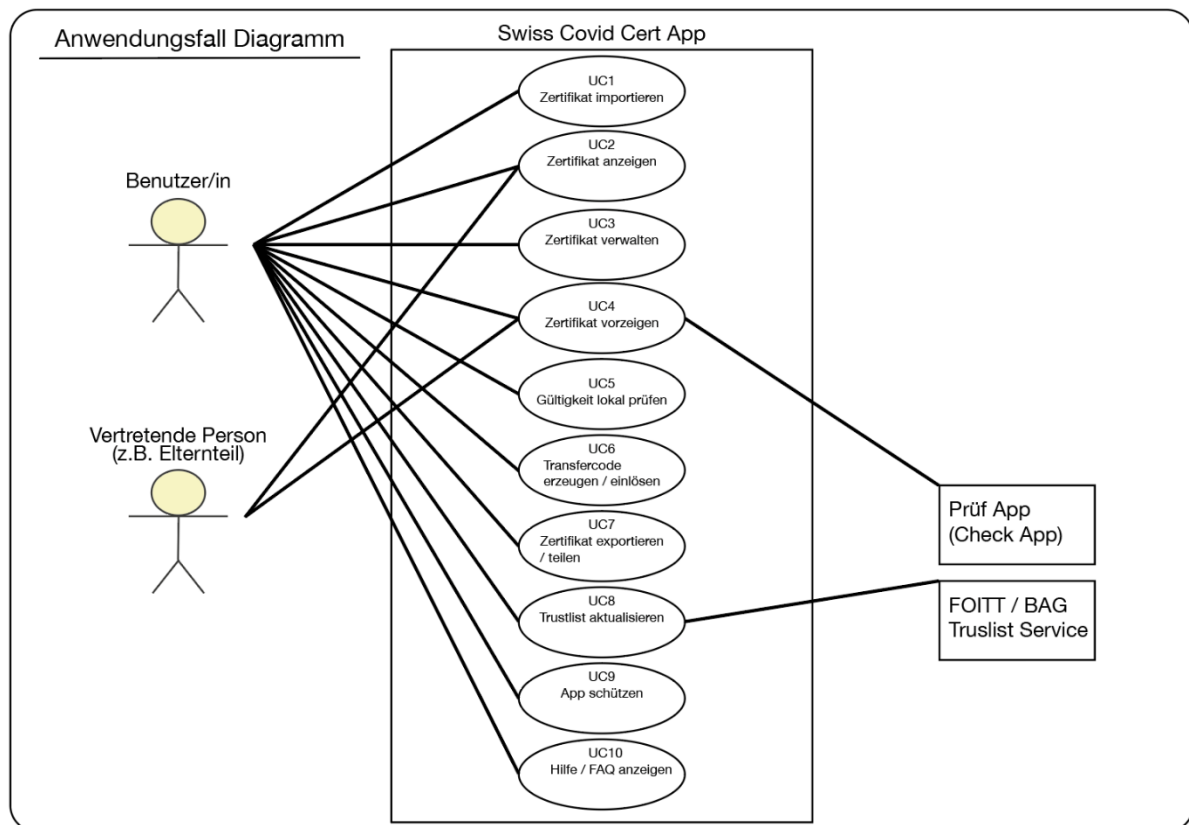 Anwendungsfall Diagramm
Swiss Covid Cert App
UC1
Zertifikat importieren
UC2
Zertifikat anzeigen
Benutzer/in
UC3
Zertifikat verwalten
UC4
Zertifikat vorzeigen
UC5
Gültigkeit lokal prüfen
Vertretende Person
(z.B. Elternteil)
UC6
Transfercode
erzeugen / einlösen
UC7
Zertifikat exportieren
/ teilen
Prüf App
(Check App)
UC8
Trustlist aktualisieren
FOITT / BAG
Truslist Service
UC9
App schützen
UC10
Hilfe / FAQ anzeigen